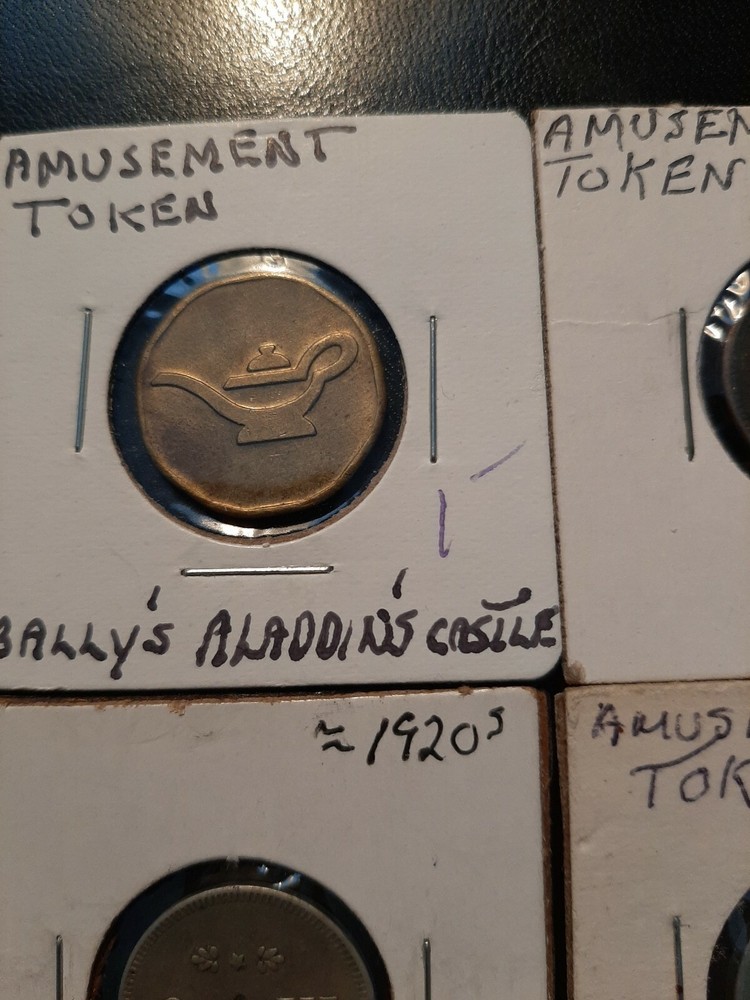 AMUSEMENT
TOKEN
BALLY'S ALADDIN'S CASTLE
AMUSEM
TOKEN
≈1920s
AMUS
TOK